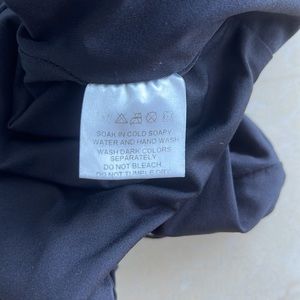 SOAK IN COLD SOAPY
WATER AND HAND WASH
WASH DARK COLORS
SEPARATELY
DO NOT BLEACH
DO NOT TUMBLE DRY